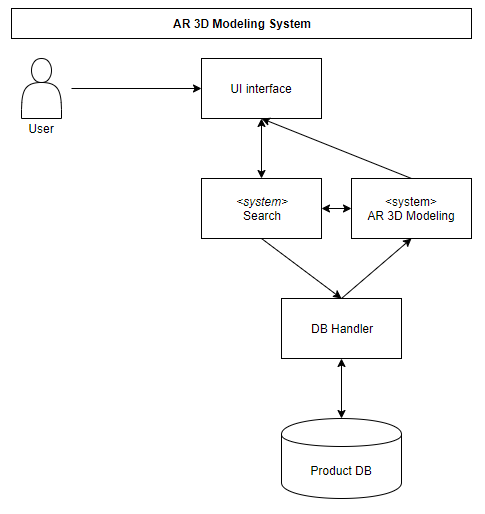 AR 3D Modeling System
User
UI interface
<system>
Search
<system>
AR 3D Modeling
DB Handler
Product DB